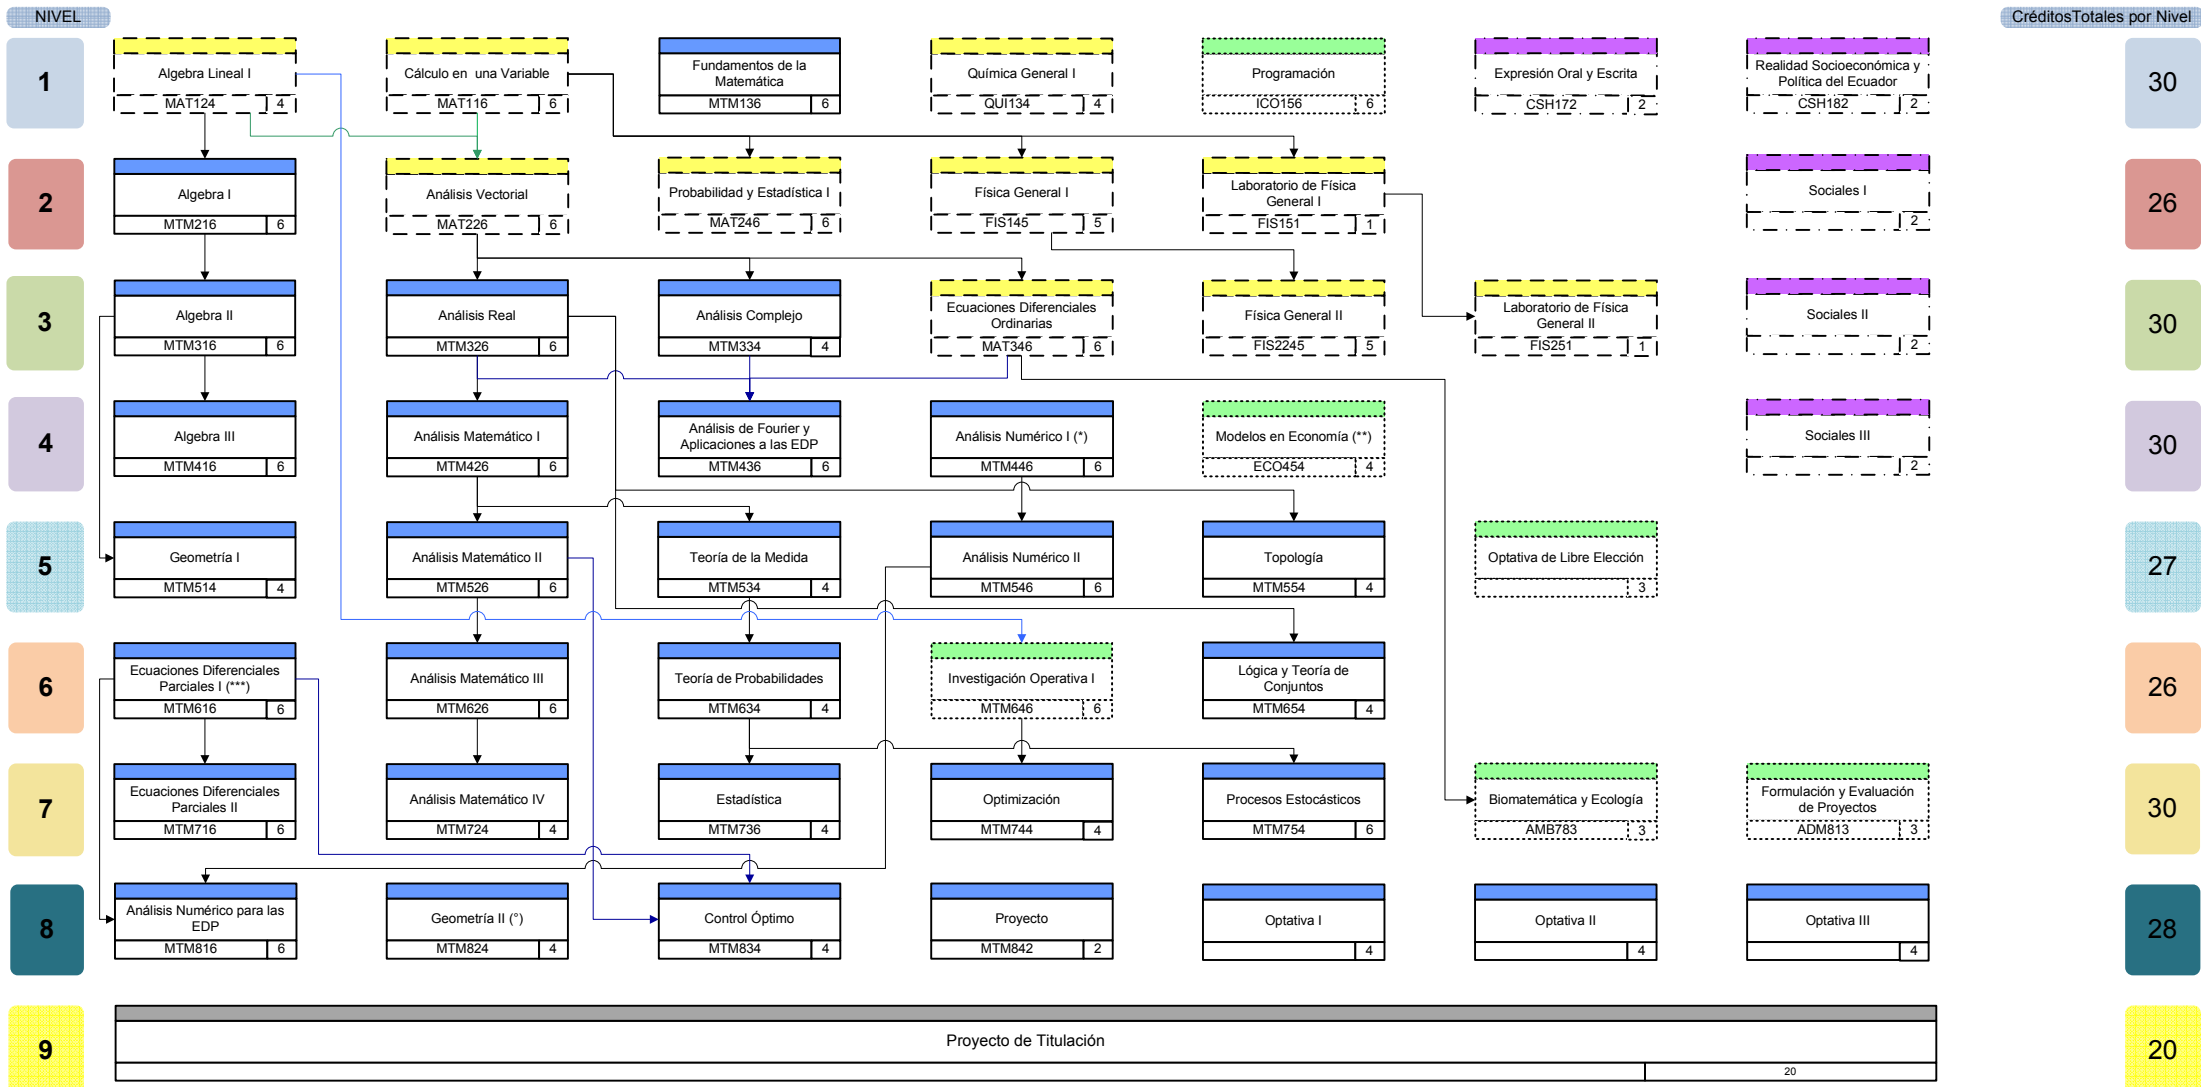 NIVEL
CréditosTotales por Nivel
1
Algebra Lineal I
MAT124 4
Cálculo en una Variable
MAT116 6
Fundamentos de la
Matemática
MTM136 6
Química General I
QUI134 4
Programación
ICO156 6
Expresión Oral y Escrita
CSH172 2
Realidad Socioeconómica y
Política del Ecuador
CSH182 2
30
2
Algebra I
MTM216 6
Análisis Vectorial
MAT226 6
Probabilidad y Estadística I
MAT246 6
Física General I
FIS145 5
Laboratorio de Física
General I
FIS151 1
Sociales I
2
26
3
Algebra II
MTM316 6
Análisis Real
MTM326 6
Análisis Complejo
MTM334 4
Ecuaciones Diferenciales
Ordinarias
MAT346 6
Física General II
FIS2245 5
Laboratorio de Física
General II
FIS251 1
Sociales II
2
30
4
Algebra III
MTM416 6
Análisis Matemático I
MTM426 6
Análisis de Fourier y
Aplicaciones a las EDP
MTM436 6
Análisis Numérico I (*)
MTM446 6
Modelos en Economía (**)
ECO454 4
Sociales III
2
30
5
Geometría I
MTM514 4
Análisis Matemático II
MTM526 6
Teoría de la Medida
MTM534 4
Análisis Numérico II
MTM546 6
Topología
MTM554 4
Optativa de Libre Elección
3
27
6
Ecuaciones Diferenciales
Parciales I (***)
MTM616 6
Análisis Matemático III
MTM626 6
Teoría de Probabilidades
MTM634 4
Investigación Operativa I
MTM646 6
Lógica y Teoría de
Conjuntos
MTM654 4
26
7
Ecuaciones Diferenciales
Parciales II
MTM716 6
Análisis Matemático IV
MTM724 4
Estadística
MTM736 4
Optimización
MTM744 4
Procesos Estocásticos
MTM754 6
Biomatemática y Ecología
AMB783 3
Formulación y Evaluación
de Proyectos
ADM813 3
30
8
Análisis Numérico para las
EDP
MTM816 6
Geometría II (°)
MTM824 4
Control Óptimo
MTM834 4
Proyecto
MTM842 2
Optativa I
4
Optativa II
4
Optativa III
4
28
9
Proyecto de Titulación
20
20